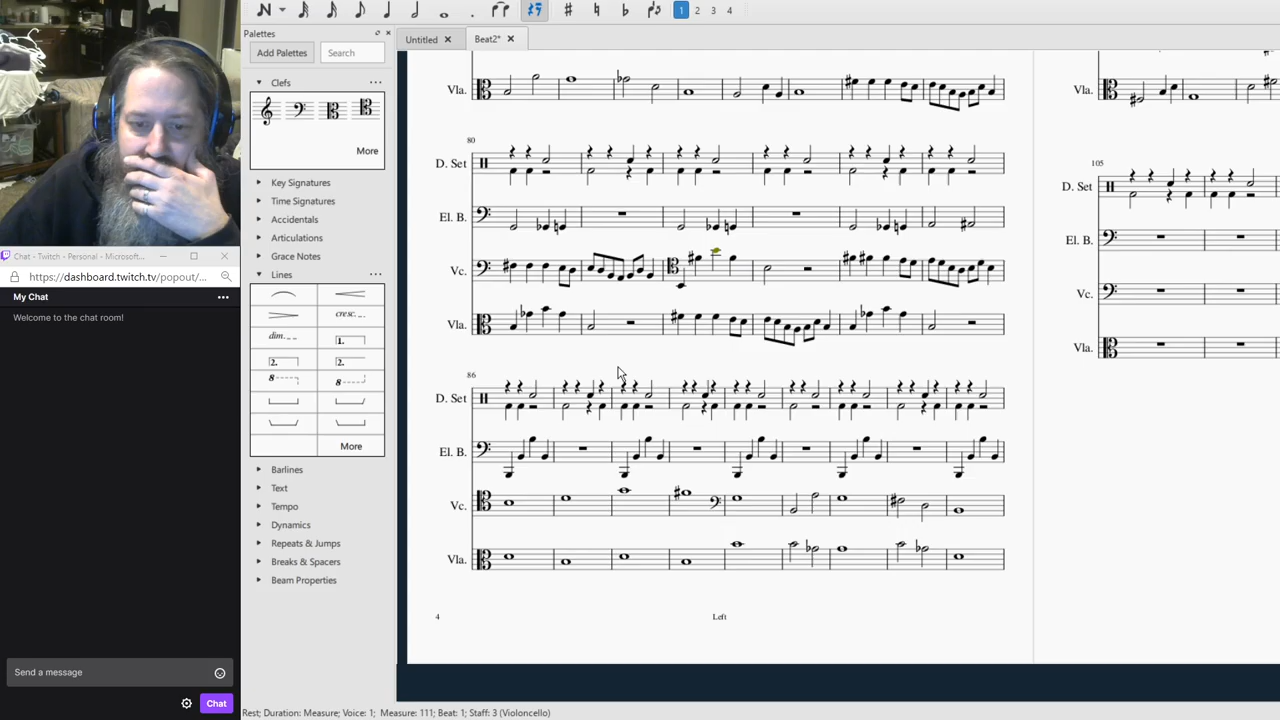 1 2 3 4
Palettes
Untitled
Beat2*
Add Palettes
Search
Clefs
More
Key Signatures
Time Signatures
Accidentals
Articulations
Grace Notes
Lines
cresc.
dim.
1.
2.
2.
8
8
More
Barlines
Text
Tempo
Dynamics
Repeats & Jumps
Breaks & Spacers
Beam Properties
Chat - Twitch - Personal - Microsoft...
https://dashboard.twitch.tv/popout/...
My Chat
Welcome to the chat room!
Send a message
Chat
Vla.
80
D. Set
El. B.
Vc.
Vla.
86
D. Set
El. B.
Vc.
Vla.
4
Left
Vla.
105
D. Set
El. B.
Vc.
Vla.
Rest; Duration: Measure; Voice: 1; Measure: 111; Beat: 1; Staff: 3 (Violoncello)